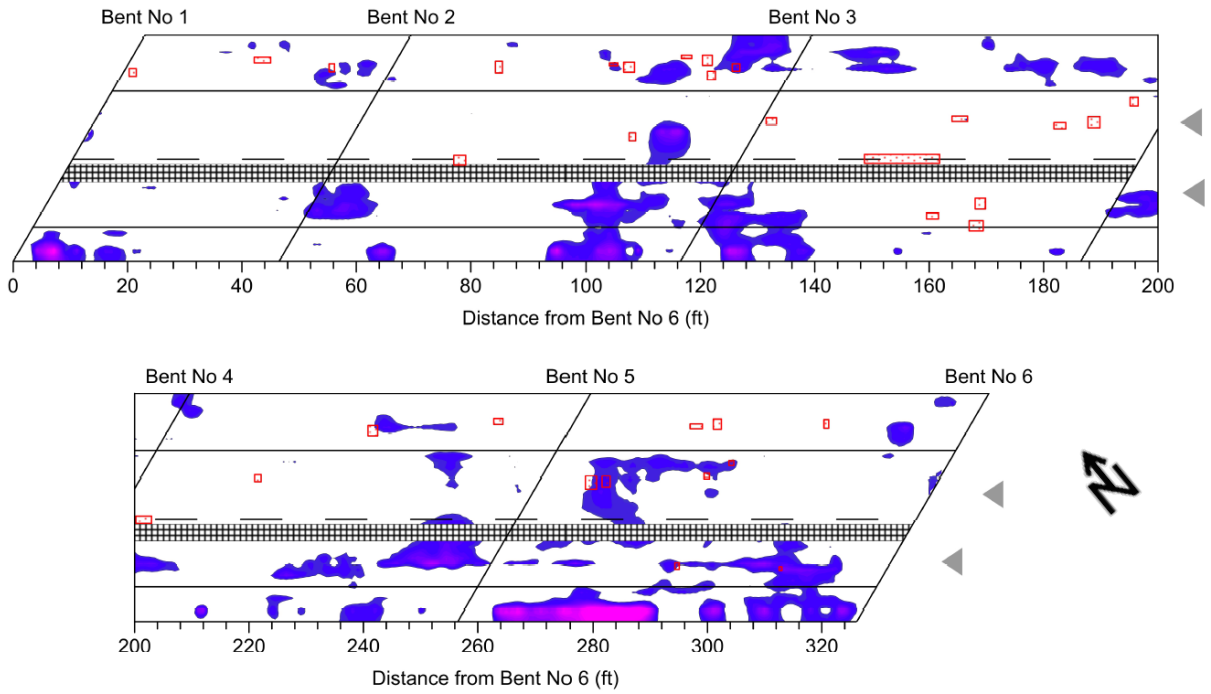 Bent No 1 Bent No 2 Bent No 3
0 20 40 60 80 100 120 140 160 180 200
Distance from Bent No 6 (ft)
Bent No 4 Bent No 5 Bent No 6
N
200 220 240 260 280 300 320
Distance from Bent No 6 (ft)